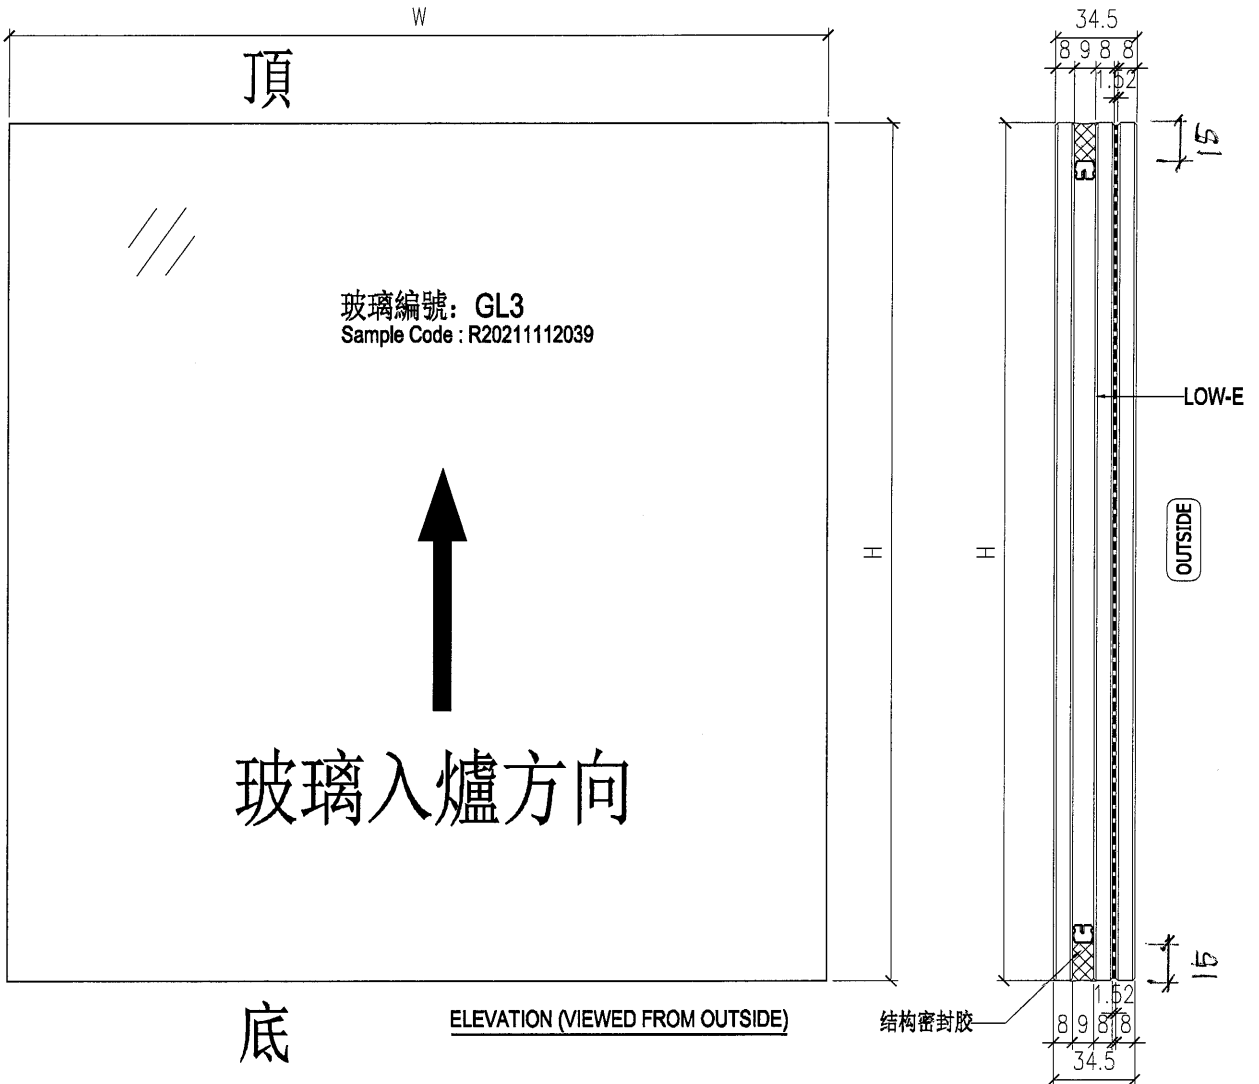 W
頂
34.5
8 9 8 8
1.52
15
玻璃編號：GL3
Sample Code : R20211112039
LOW-E
OUTSIDE
H
H
玻璃入爐方向
15
底
ELEVATION (VIEWED FROM OUTSIDE)
结构密封胶
1.52
8 9 8 8
34.5